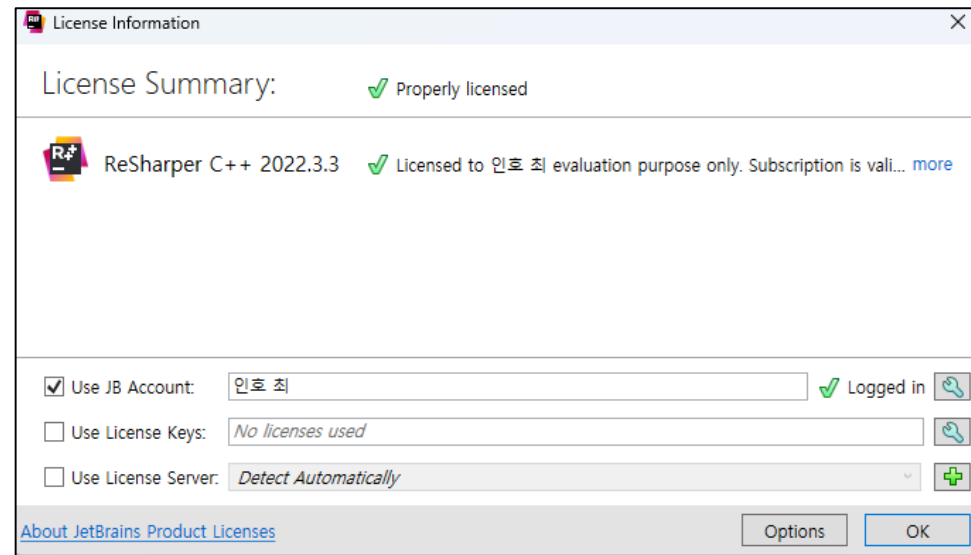 License Information
License Summary:
Properly licensed
ReSharper C++ 2022.3.3
Licensed to 인호 최 evaluation purpose only. Subscription is vali... more
Use JB Account:
인호 최
Logged in
Use License Keys:
No licenses used
Use License Server:
Detect Automatically
About JetBrains Product Licenses
Options
OK